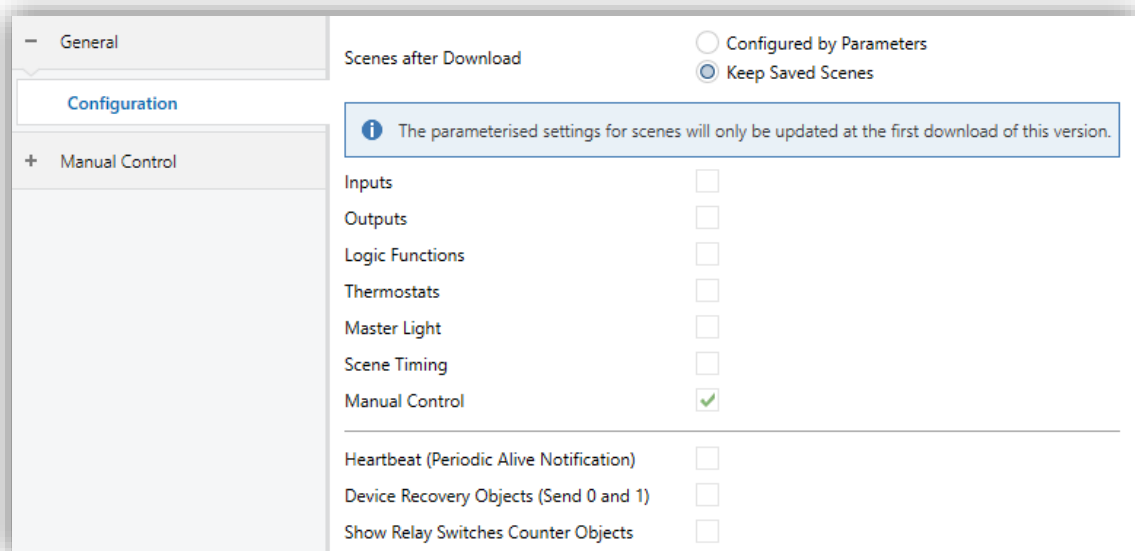 General
Configuration
Manual Control
Scenes after Download
Configured by Parameters
Keep Saved Scenes
The parameterised settings for scenes will only be updated at the first download of this version.
Inputs
Outputs
Logic Functions
Thermostats
Master Light
Scene Timing
Manual Control
Heartbeat (Periodic Alive Notification)
Device Recovery Objects (Send 0 and 1)
Show Relay Switches Counter Objects